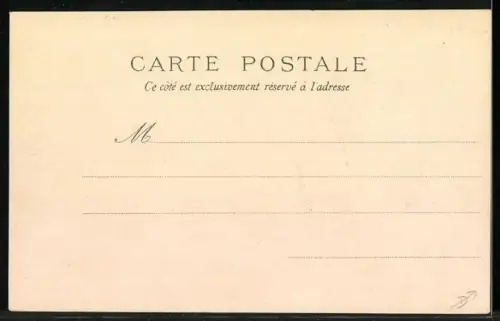 CARTE POSTALE
Ce côté est exclusivement réservé à l'adresse
M